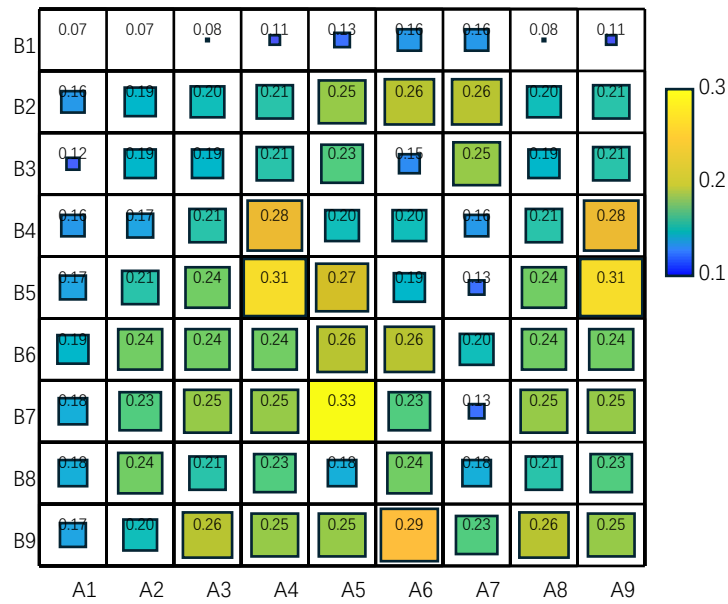 B1 0.07 0.07 0.08 0.11 0.13 0.16 0.16 0.08 0.11
B2 0.16 0.19 0.20 0.21 0.25 0.26 0.26 0.20 0.21
0.3
B3 0.12 0.19 0.19 0.21 0.23 0.15 0.25 0.19 0.21
0.2
B4 0.16 0.17 0.21 0.28 0.20 0.20 0.16 0.21 0.28
0.1
B5 0.17 0.21 0.24 0.31 0.27 0.19 0.13 0.24 0.31
B6 0.19 0.24 0.24 0.24 0.26 0.26 0.20 0.24 0.24
B7 0.18 0.23 0.25 0.25 0.33 0.23 0.13 0.25 0.25
B8 0.18 0.24 0.21 0.23 0.18 0.24 0.18 0.21 0.23
B9 0.17 0.20 0.26 0.25 0.25 0.29 0.23 0.26 0.25
A1 A2 A3 A4 A5 A6 A7 A8 A9